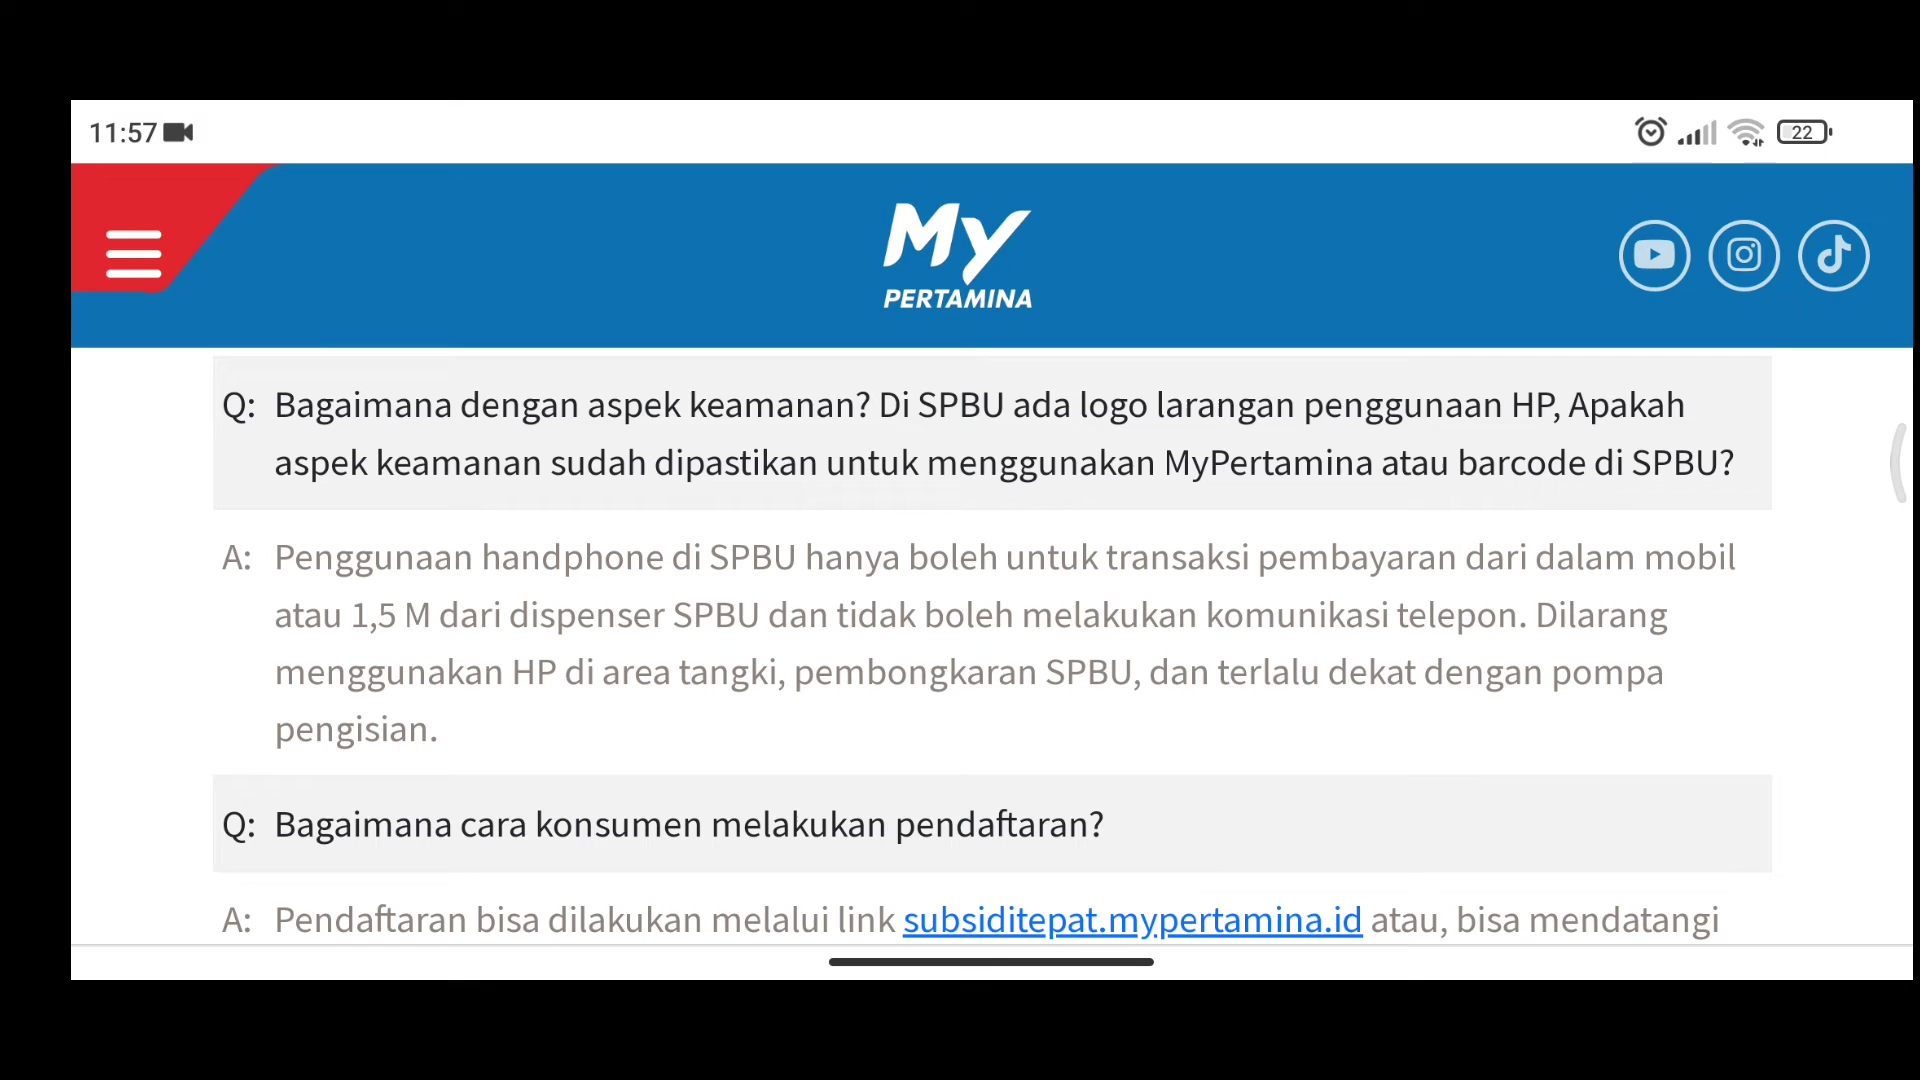 11:57
22
My
PERTAMINA
Q: Bagaimana dengan aspek keamanan? Di SPBU ada logo larangan penggunaan HP, Apakah
aspek keamanan sudah dipastikan untuk menggunakan MyPertamina atau barcode di SPBU?
A: Penggunaan handphone di SPBU hanya boleh untuk transaksi pembayaran dari dalam mobil
atau 1,5 M dari dispenser SPBU dan tidak boleh melakukan komunikasi telepon. Dilarang
menggunakan HP di area tangki, pembongkaran SPBU, dan terlalu dekat dengan pompa
pengisian.
Q: Bagaimana cara konsumen melakukan pendaftaran?
A: Pendaftaran bisa dilakukan melalui link subsiditepat.mypertamina.id atau, bisa mendatangi